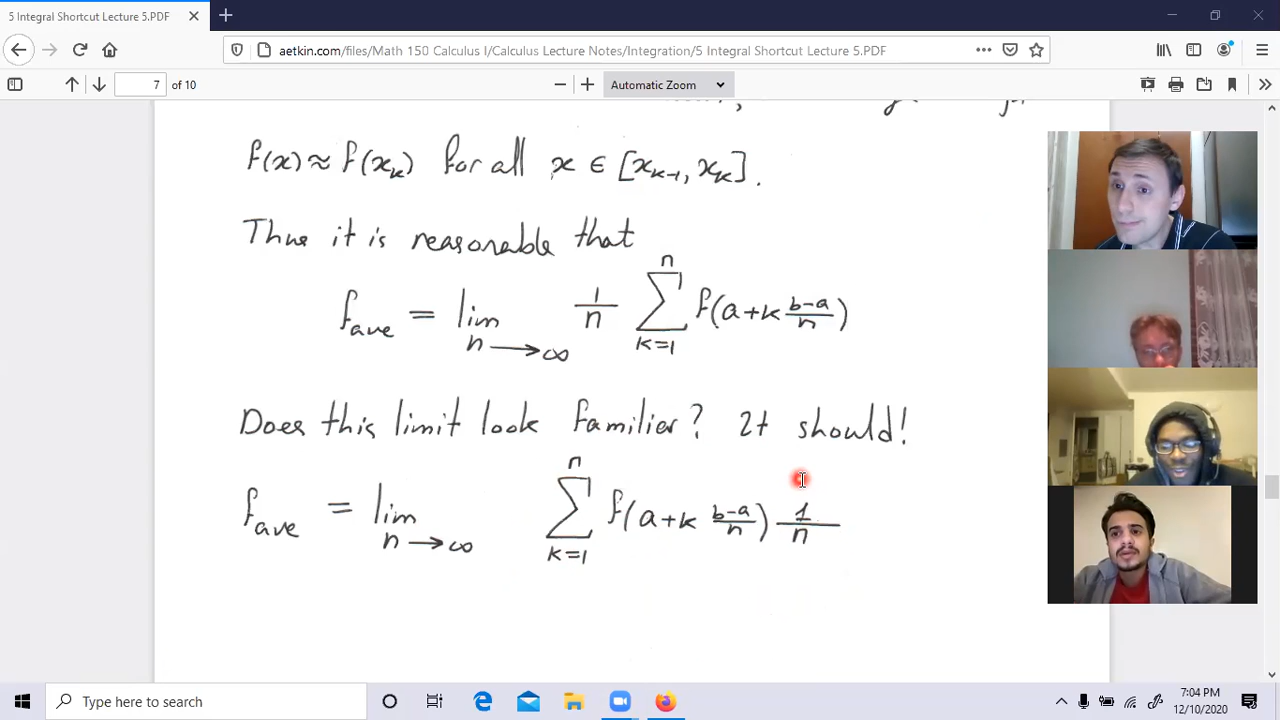 5 Integral Shortcut Lecture 5.PDF
aetkin.com/files/Math 150 Calculus I/Calculus Lecture Notes/Integration/5 Integral Shortcut Lecture 5.PDF
7 of 10
Automatic Zoom
f(x) ≈ f(x_k) for all x ∈ [x_{k-1}, x_k].
Thus it is reasonable that
f_ave = lim_{n→∞} 1/n Σ_{k=1}^{n} f(a+k (b-a)/n)
Does this limit look familier? It should!
f_ave = lim_{n→∞} Σ_{k=1}^{n} f(a+k (b-a)/n) 1/n
Type here to search
7:04 PM
12/10/2020